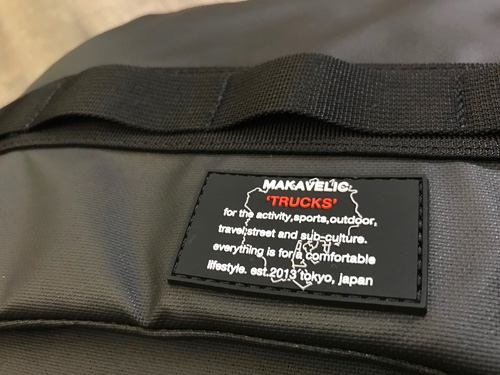 MAKAVELIC
‘TRUCKS’
for the activity,sports,outdoor,
travel,street and sub-culture.
everything is for a comfortable
lifestyle. est.2013 tokyo, japan